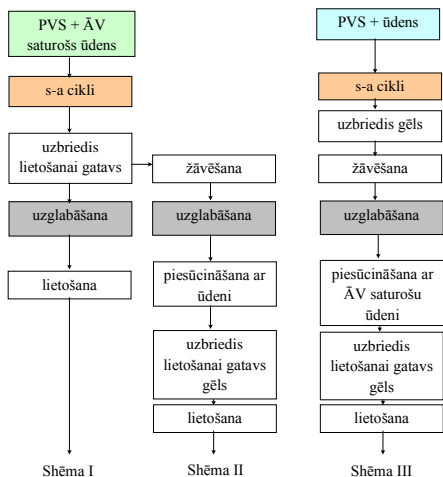 PVS + ĀV
saturošs ūdens
s-a cikli
uzbriedis
lietošanai gatavs
uzglabāšana
lietošana
Shēma I
žāvēšana
uzglabāšana
piesūcināšana ar
ūdeni
uzbriedis
lietošanai gatavs
gēls
lietošana
Shēma II
PVS + ūdens
s-a cikli
uzbriedis gēls
žāvēšana
uzglabāšana
piesūcināšana ar
ĀV saturošu
ūdeni
uzbriedis
lietošanai gatavs
gēls
lietošana
Shēma III